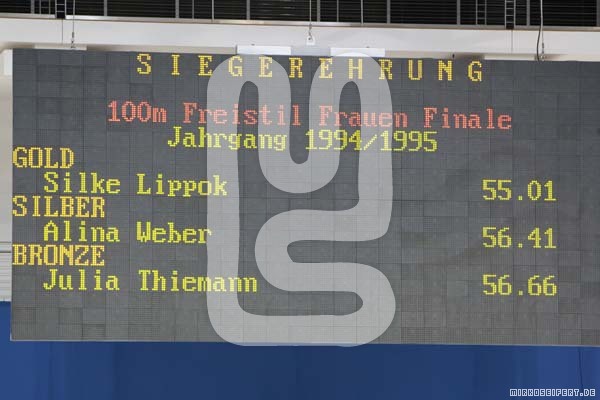 SIEGEREHRUNG
100m Freistil Frauen Finale
Jahrgang 1994/1995
GOLD
Silke Lippok 55.01
SILBER
Alina Weber 56.41
BRONZE
Julia Thiemann 56.66
MIRKOSEIFERT.DE